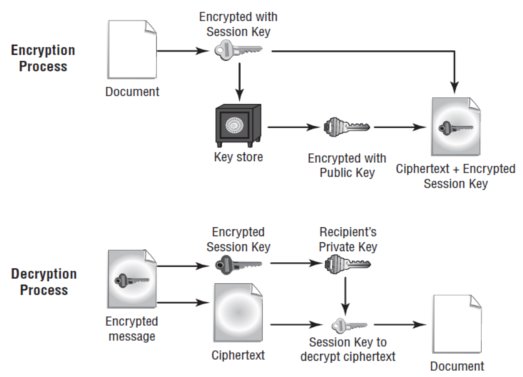 Encryption
Process
Encrypted with
Session Key
Document
Key store
Encrypted with
Public Key
Ciphertext + Encrypted
Session Key
Decryption
Process
Encrypted
Session Key
Recipient's
Private Key
Encrypted
message
Ciphertext
Session Key to
decrypt ciphertext
Document